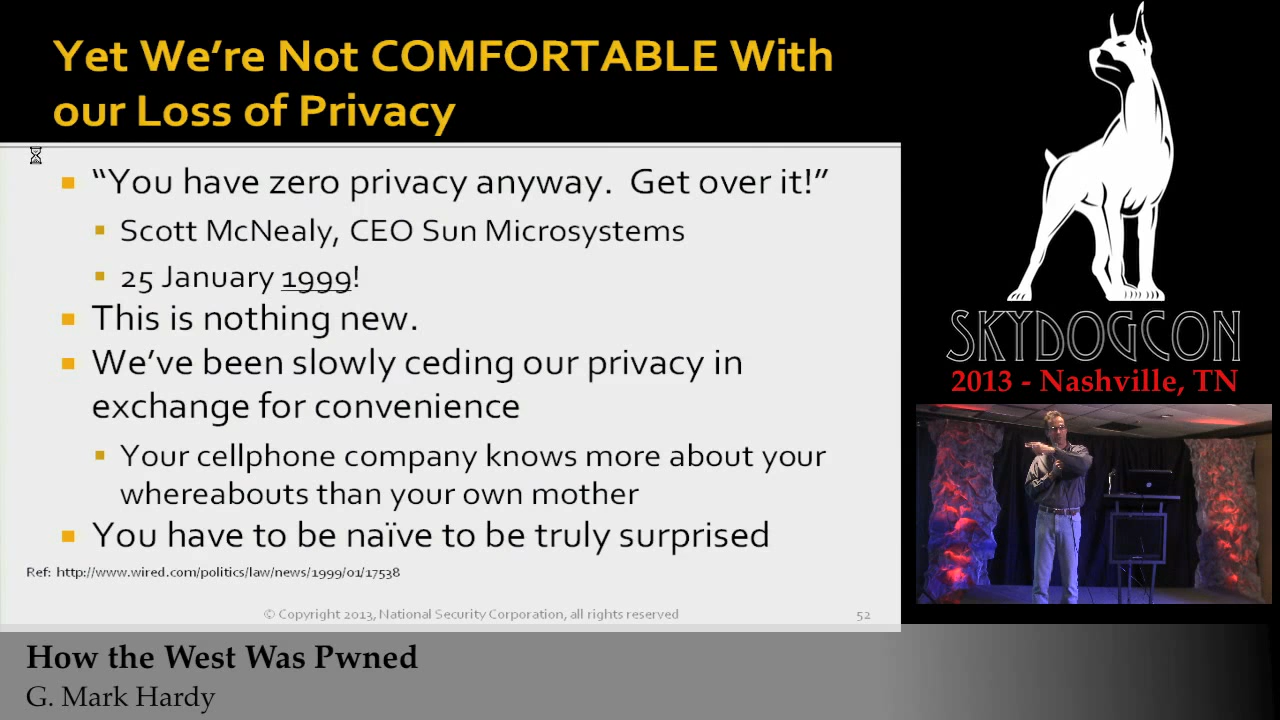 Yet We're Not COMFORTABLE With
our Loss of Privacy
"You have zero privacy anyway.  Get over it!"
Scott McNealy, CEO Sun Microsystems
25 January 1999!
This is nothing new.
We've been slowly ceding our privacy in
exchange for convenience
Your cellphone company knows more about your
whereabouts than your own mother
You have to be naïve to be truly surprised
Ref: http://www.wired.com/politics/law/news/1999/01/17538
© Copyright 2013, National Security Corporation, all rights reserved
52
SKYDOGCON
2013 - Nashville, TN
How the West Was Pwned
G. Mark Hardy